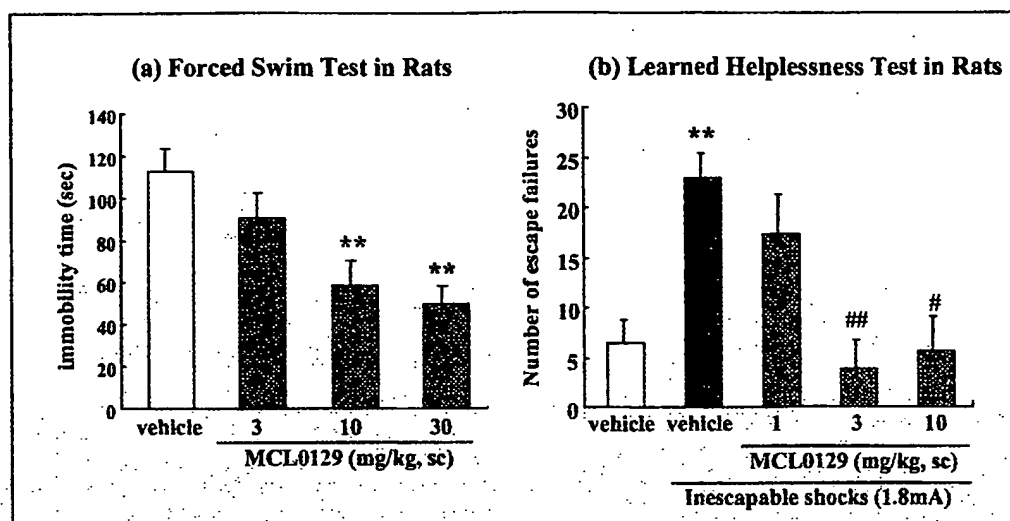 (a) Forced Swim Test in Rats
immobility time (sec)
140
120
100
80
60
40
20
0
**
**
vehicle 3 10 30
MCL0129 (mg/kg, sc)
(b) Learned Helplessness Test in Rats
Number of escape failures
30
25
20
15
10
5
0
**
##
#
vehicle vehicle 1 3 10
MCL0129 (mg/kg, sc)
Inescapable shocks (1.8mA)